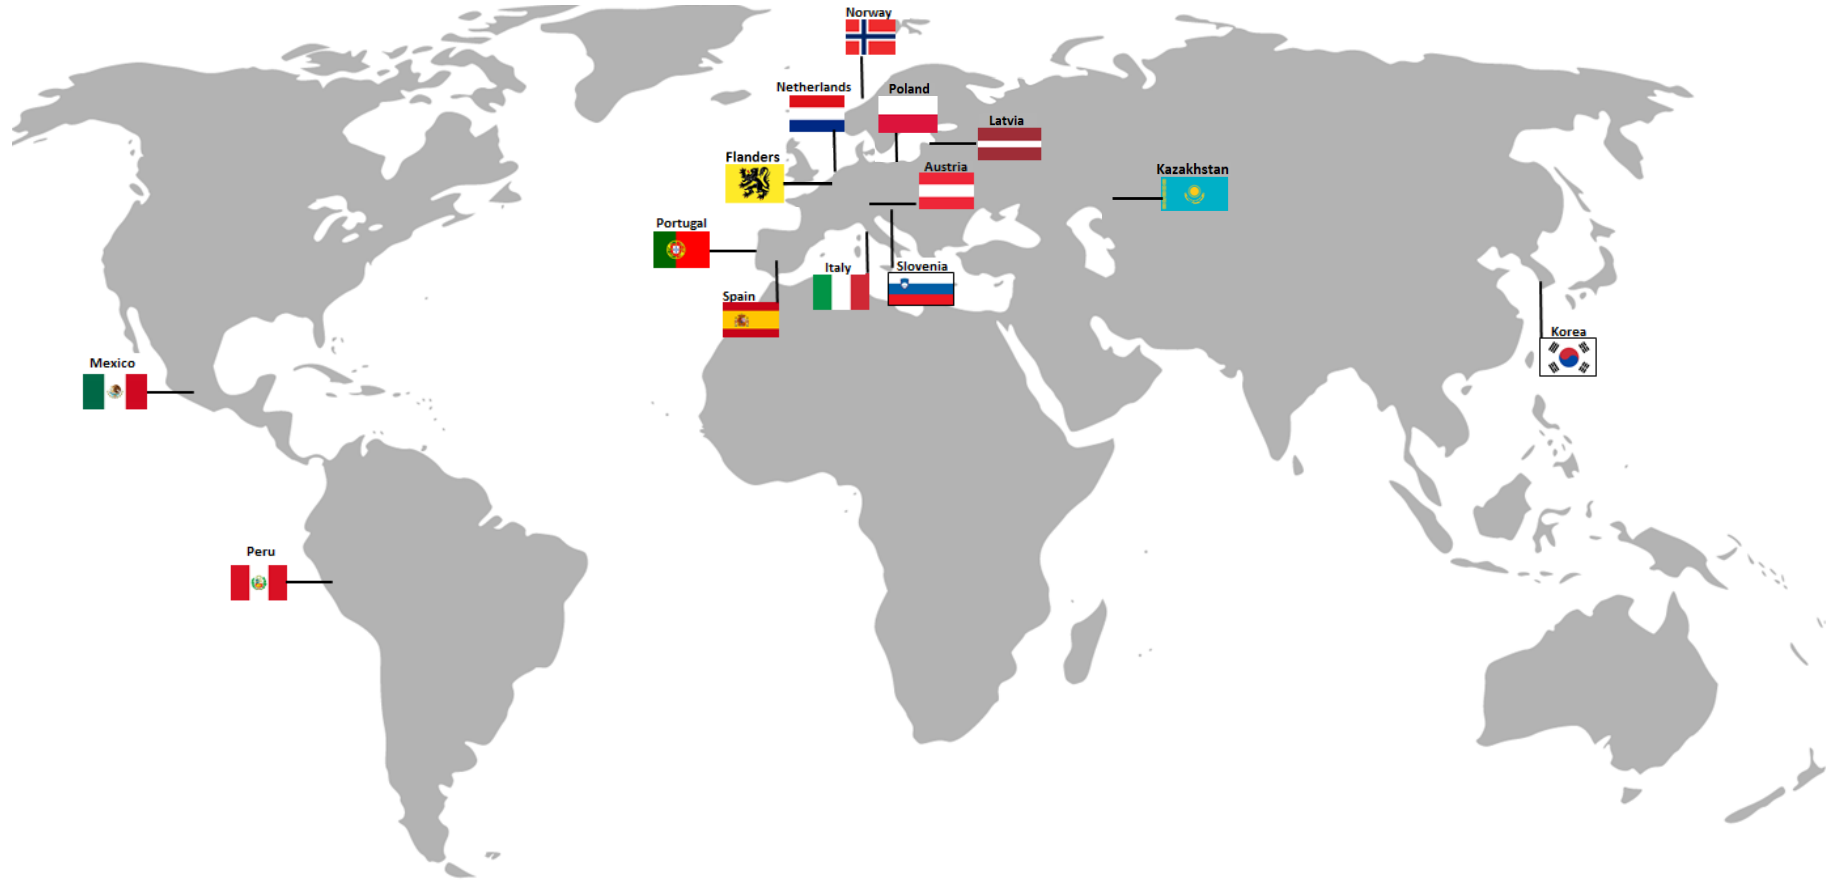 Norway
Netherlands
Poland
Latvia
Flanders
Austria
Kazakhstan
Portugal
Italy
Slovenia
Spain
Korea
Mexico
Peru